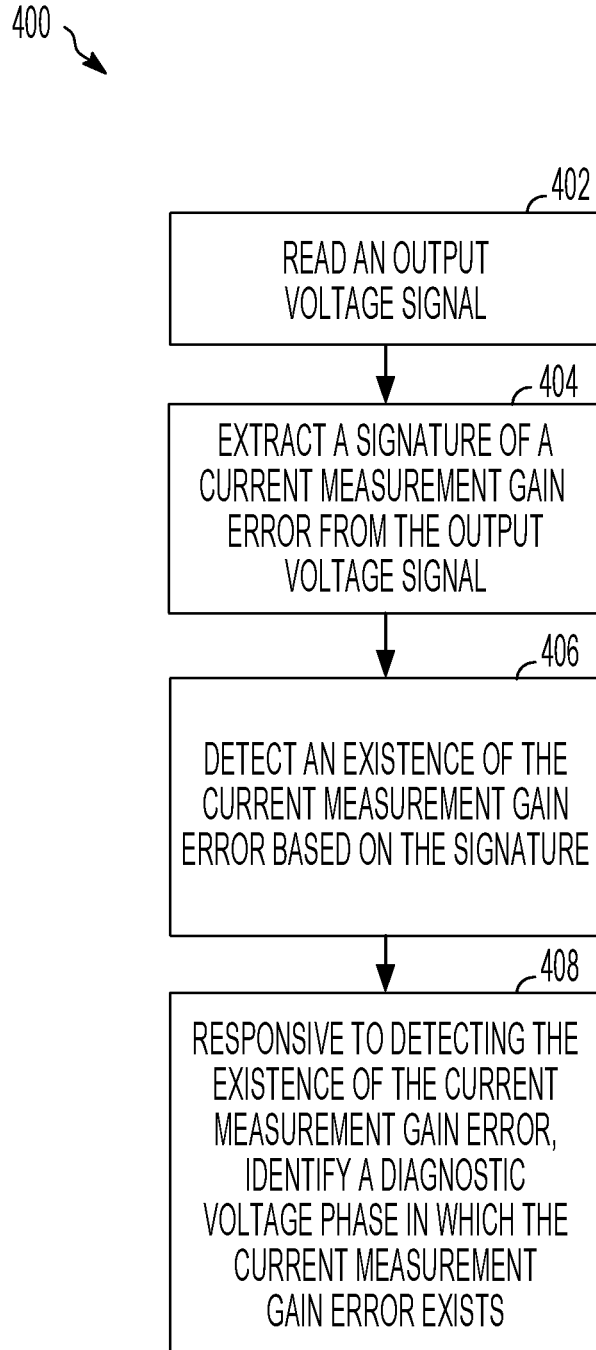 400
402
READ AN OUTPUT
VOLTAGE SIGNAL
404
EXTRACT A SIGNATURE OF A
CURRENT MEASUREMENT GAIN
ERROR FROM THE OUTPUT
VOLTAGE SIGNAL
406
DETECT AN EXISTENCE OF THE
CURRENT MEASUREMENT GAIN
ERROR BASED ON THE SIGNATURE
408
RESPONSIVE TO DETECTING THE
EXISTENCE OF THE CURRENT
MEASUREMENT GAIN ERROR,
IDENTIFY A DIAGNOSTIC
VOLTAGE PHASE IN WHICH THE
CURRENT MEASUREMENT
GAIN ERROR EXISTS